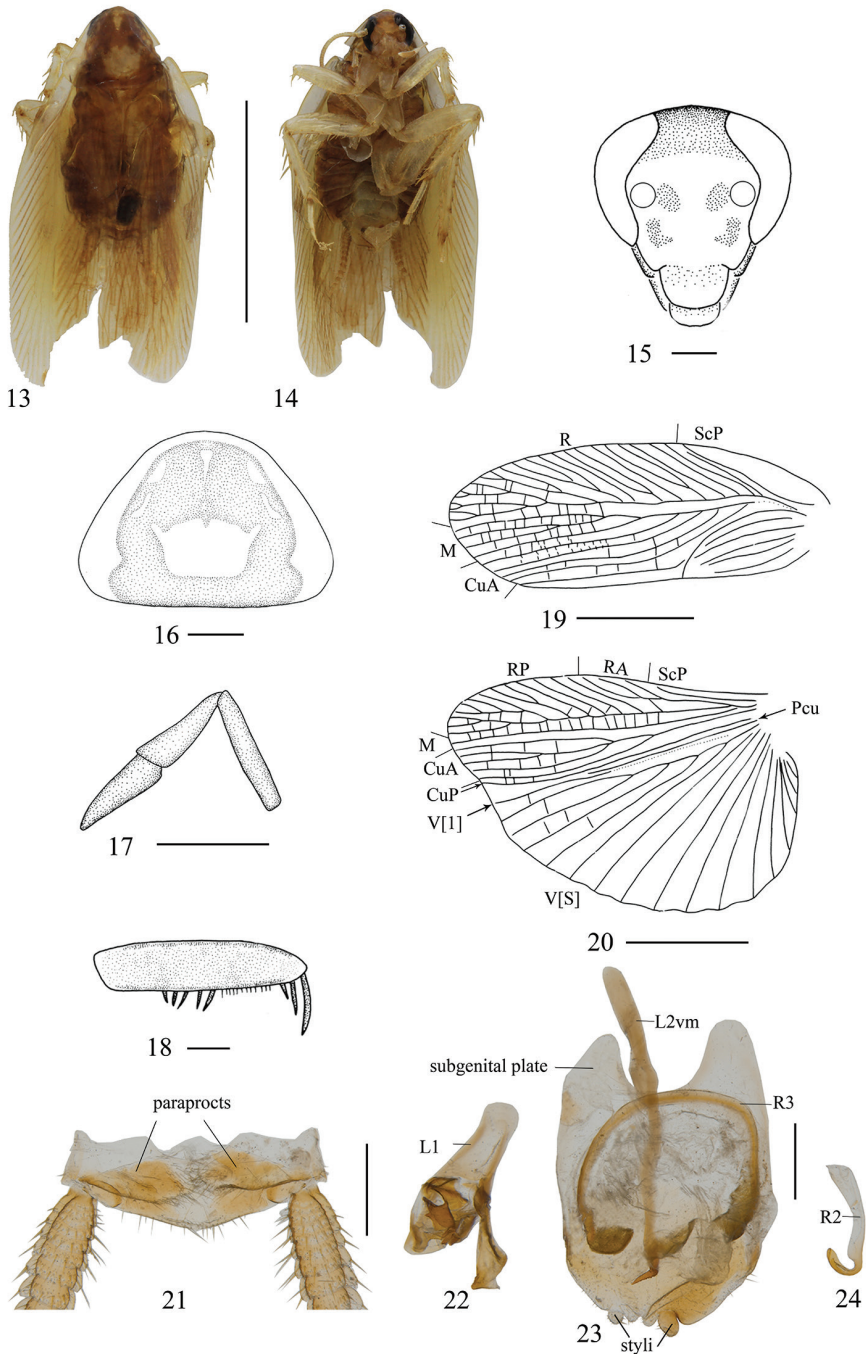 13
14
15
16
R
ScP
M
CuA
19
17
RP
RA
ScP
Pcu
M
CuA
CuP
V[1]
V[S]
20
18
paraprocts
21
L1
22
L2vm
subgenital plate
R3
23
styli
R2
24